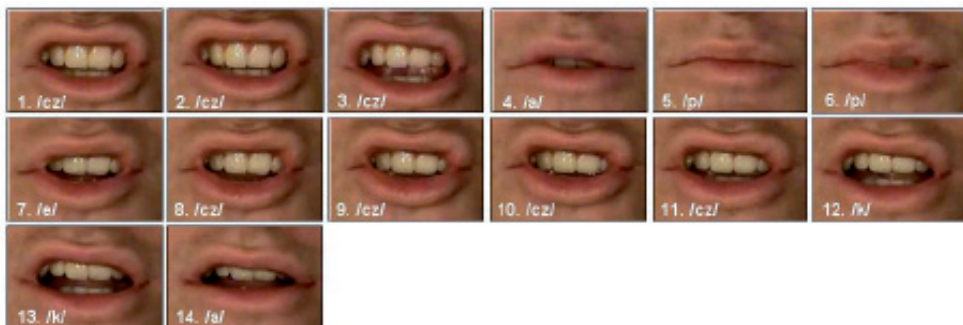 1. /cz/ 2. /cz/ 3. /cz/ 4. /a/ 5. /p/ 6. /p/
7. /e/ 8. /cz/ 9. /cz/ 10. /cz/ 11. /cz/ 12. /k/
13. /k/ 14. /a/